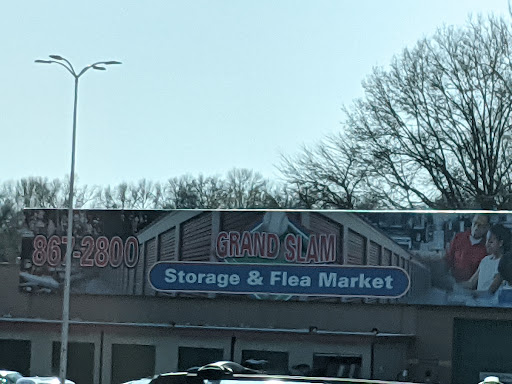 867-2800
GRAND SLAM
Storage & Flea Market